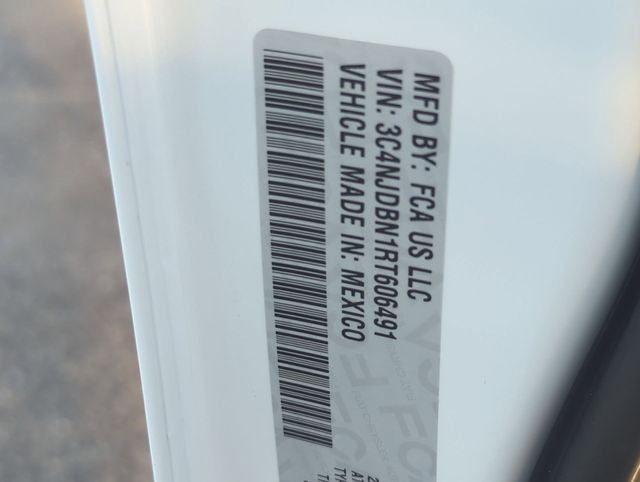 MFD BY: FCA US LLC
VIN: 3C4NJDBN1RT606491
VEHICLE MADE IN: MEXICO